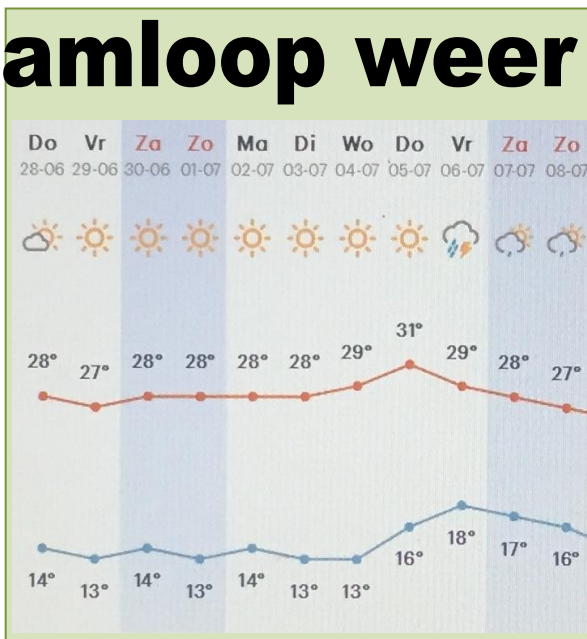 amloop weer
Do Vr Za Zo Ma Di Wo Do Vr Za Zo
28-06 29-06 30-06 01-07 02-07 03-07 04-07 05-07 06-07 07-07 08-07
28° 27° 28° 28° 28° 28° 29° 31° 29° 28° 27°
14° 13° 14° 13° 14° 13° 13° 16° 18° 17° 16°